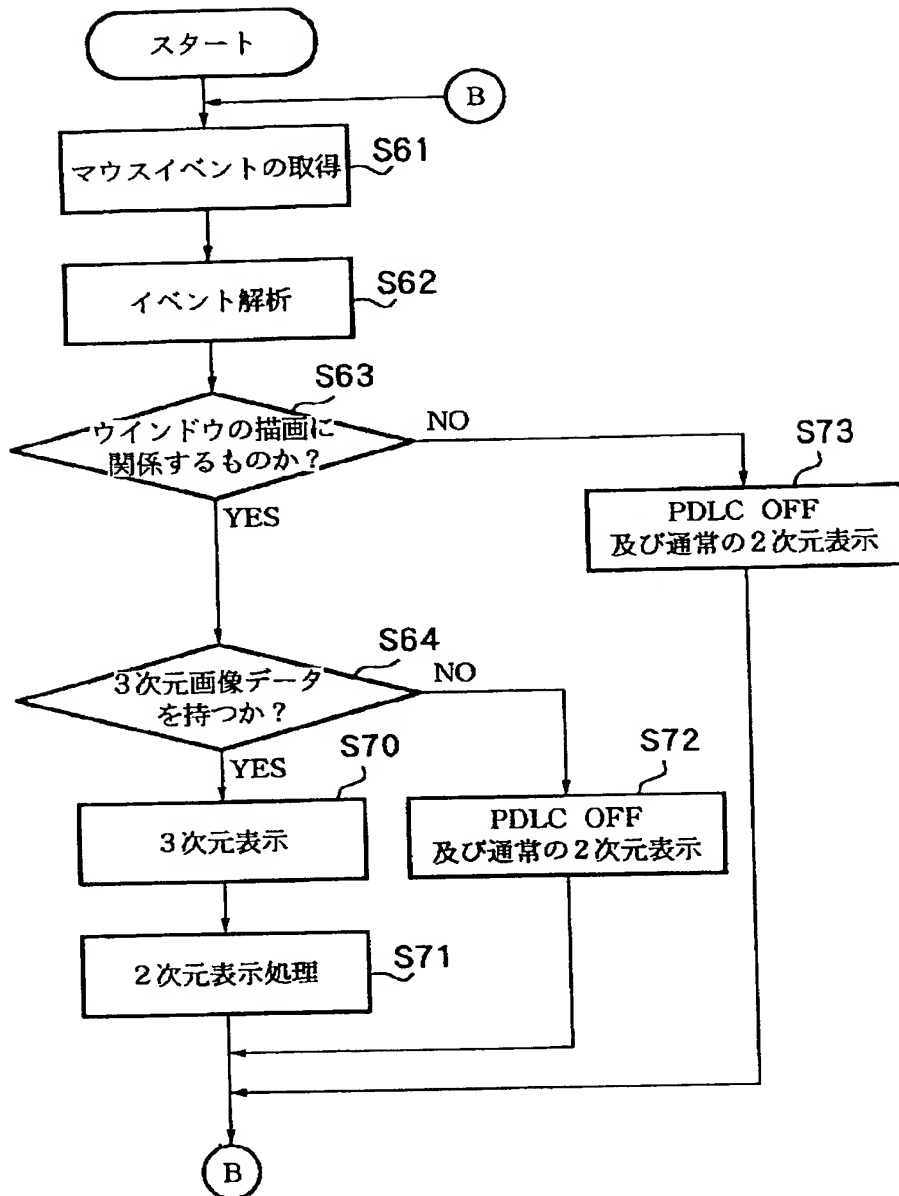 スタート
B
S61
マウスイベントの取得
S62
イベント解析
S63
ウインドウの描画に
関係するものか？
NO
YES
S73
PDLC OFF
及び通常の2次元表示
S64
3次元画像データ
を持つか？
NO
YES
S70
3次元表示
S72
PDLC OFF
及び通常の2次元表示
S71
2次元表示処理
B